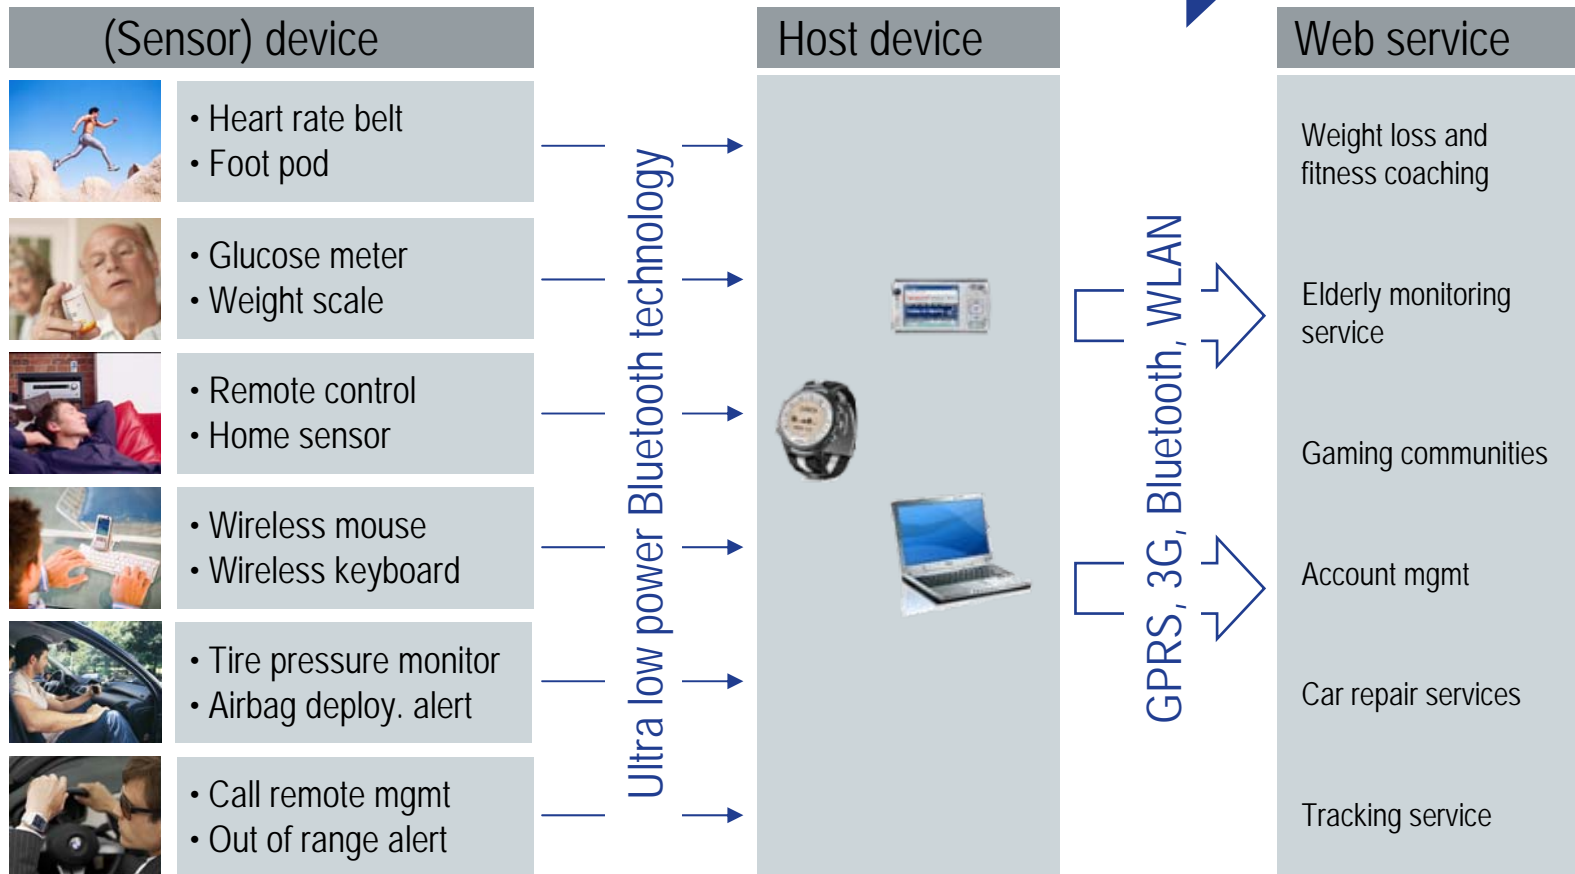 (Sensor) device
Host device
Web service
• Heart rate belt
• Foot pod
• Glucose meter
• Weight scale
• Remote control
• Home sensor
• Wireless mouse
• Wireless keyboard
• Tire pressure monitor
• Airbag deploy. alert
• Call remote mgmt
• Out of range alert
Ultra low power Bluetooth technology
GPRS, 3G, Bluetooth, WLAN
Weight loss and
fitness coaching
Elderly monitoring
service
Gaming communities
Account mgmt
Car repair services
Tracking service